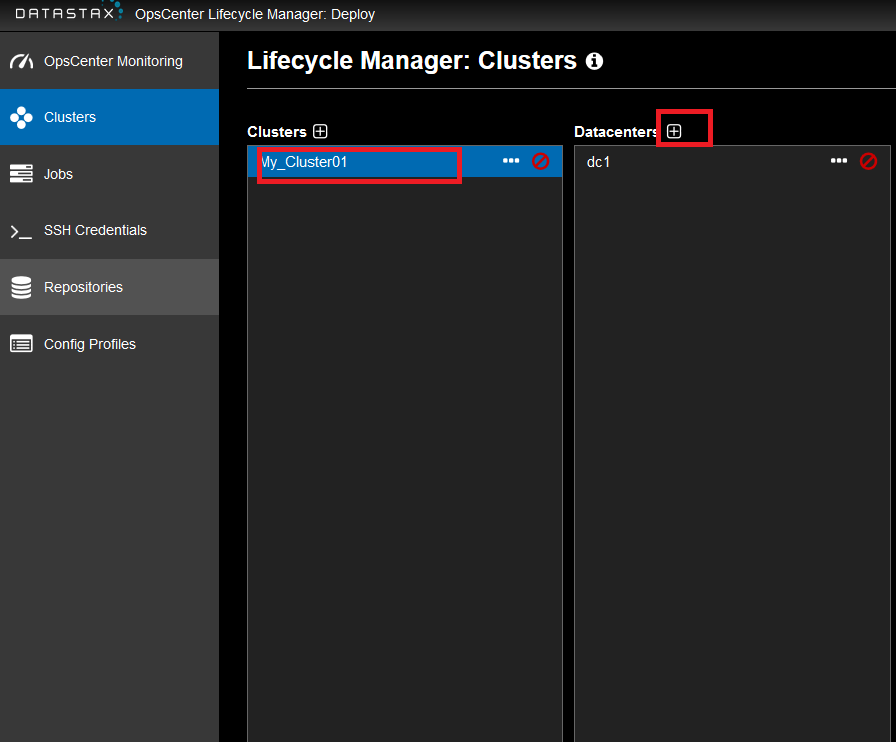 DATASTAX OpsCenter Lifecycle Manager: Deploy
OpsCenter Monitoring
Clusters
Jobs
SSH Credentials
Repositories
Config Profiles
Lifecycle Manager: Clusters
Clusters
My_Cluster01
Datacenters
dc1